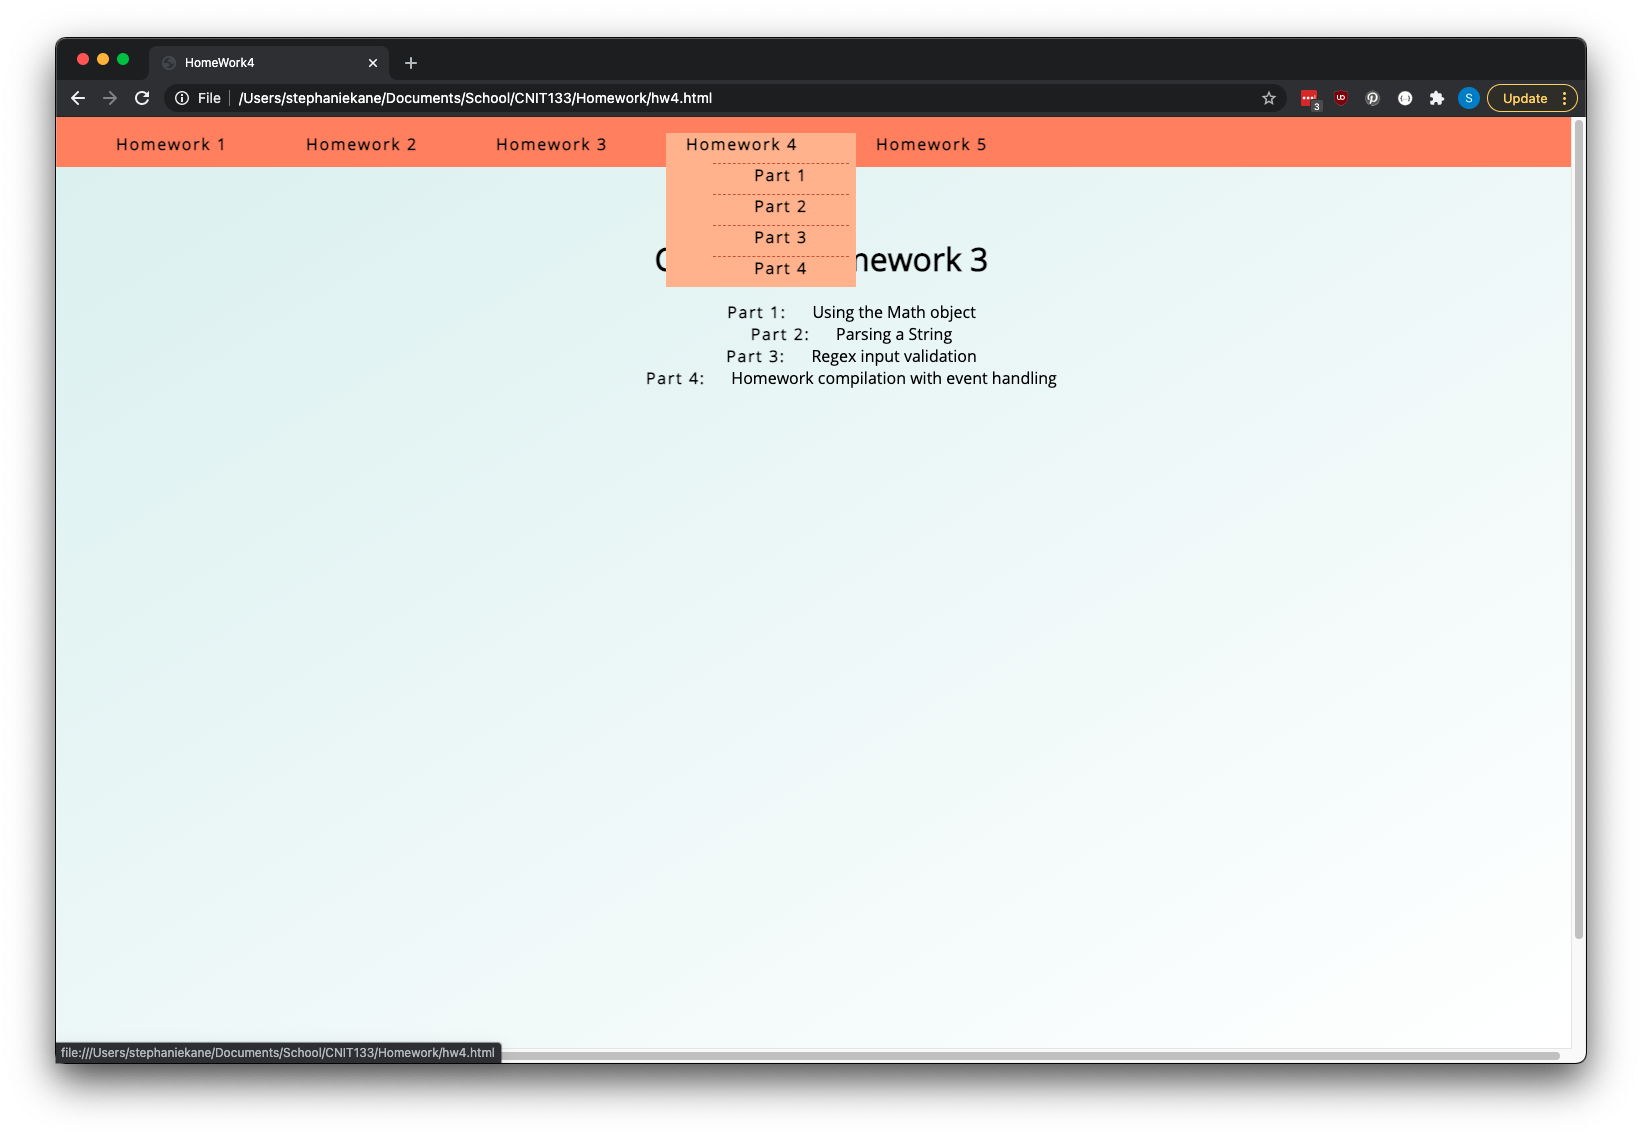 HomeWork4
File /Users/stephaniekane/Documents/School/CNIT133/Homework/hw4.html 3 S Update
Homework 1 Homework 2 Homework 3 Homework 4 Homework 5
Part 1
Part 2
Part 3
Part 4
3
Part 1: Using the Math object
Part 2: Parsing a String
Part 3: Regex input validation
Part 4: Homework compilation with event handling
file:///Users/stephaniekane/Documents/School/CNIT133/Homework/hw4.html